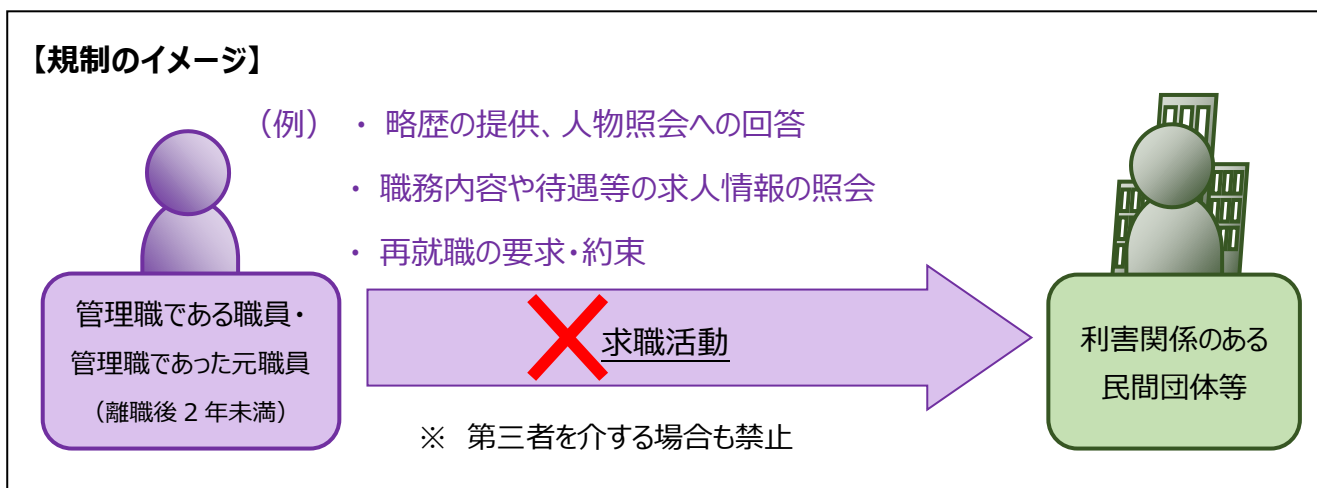 【規制のイメージ】
（例） ・ 略歴の提供、人物照会への回答
・ 職務内容や待遇等の求人情報の照会
・ 再就職の要求・約束
管理職である職員・
管理職であった元職員
（離職後２年未満）
求職活動
利害関係のある
民間団体等
※ 第三者を介する場合も禁止